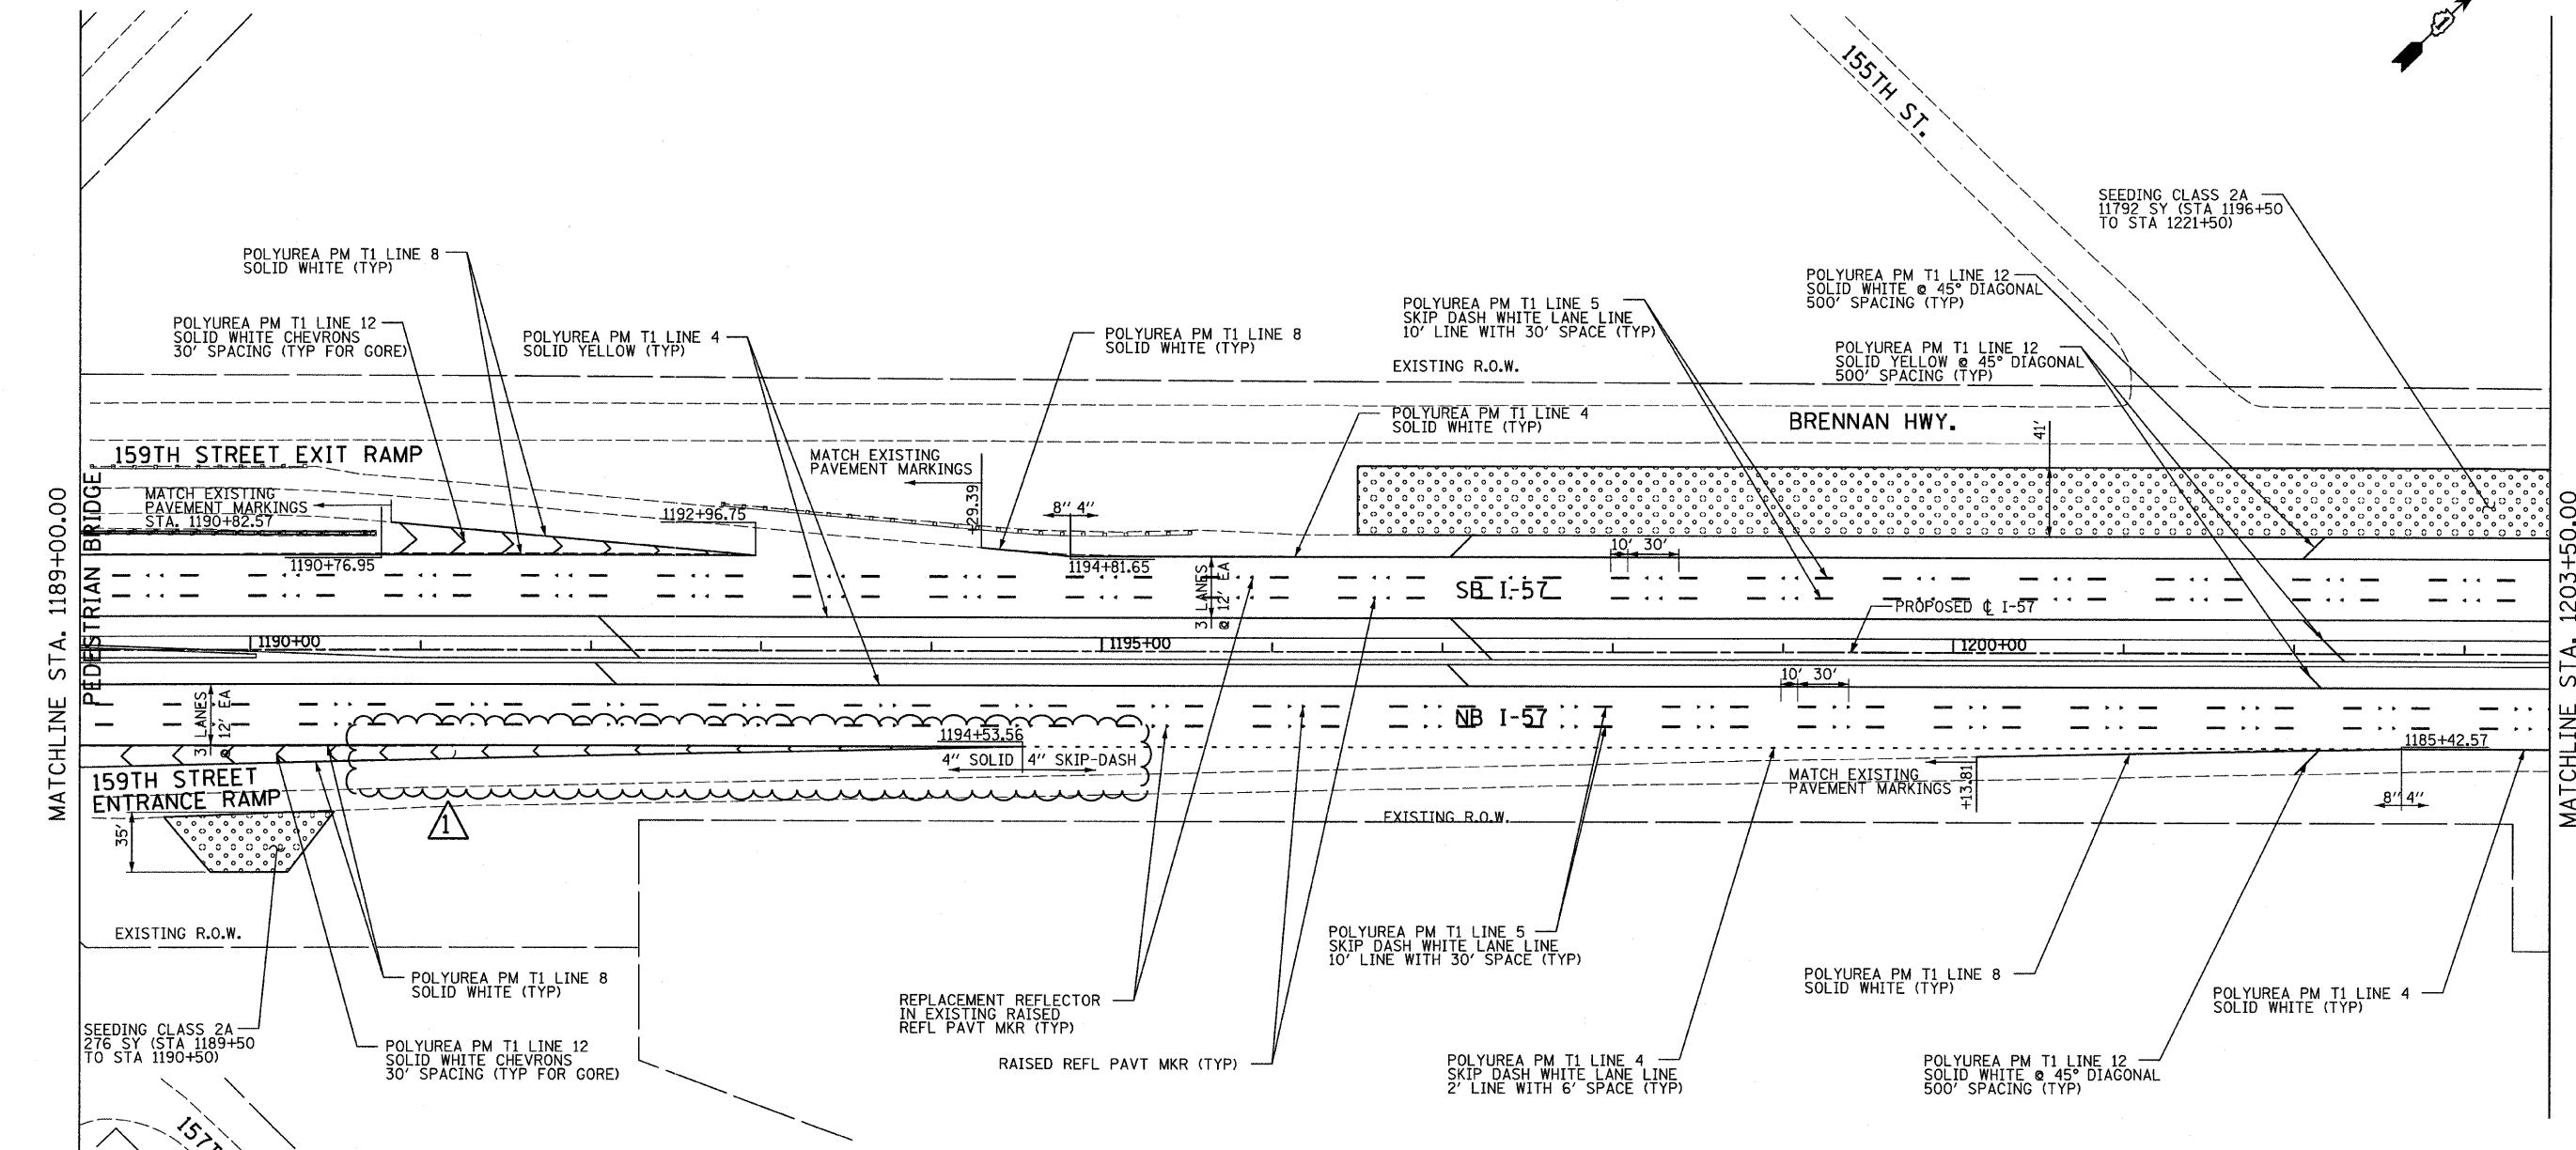 1
155TH ST.
SEEDING CLASS 2A
11792 SY (STA 1196+50
TO STA 1221+50)
POLYUREA PM T1 LINE 8
SOLID WHITE (TYP)
POLYUREA PM T1 LINE 12
SOLID WHITE CHEVRONS
30' SPACING (TYP FOR GORE)
POLYUREA PM T1 LINE 4
SOLID YELLOW (TYP)
POLYUREA PM T1 LINE 8
SOLID WHITE (TYP)
POLYUREA PM T1 LINE 5
SKIP DASH WHITE LANE LINE
10' LINE WITH 30' SPACE (TYP)
POLYUREA PM T1 LINE 12
SOLID WHITE @ 45° DIAGONAL
500' SPACING (TYP)
POLYUREA PM T1 LINE 12
SOLID YELLOW @ 45° DIAGONAL
500' SPACING (TYP)
EXISTING R.O.W.
POLYUREA PM T1 LINE 4
SOLID WHITE (TYP)
BRENNAN HWY.
41'
159TH STREET EXIT RAMP
MATCH EXISTING
PAVEMENT MARKINGS
STA. 1190+82.57
MATCH EXISTING
PAVEMENT MARKINGS
+29.39
8" 4"
1192+96.75
1190+76.95
1194+81.65
10' 30'
3 LANES
@ 12' EA
SB I-57
PROPOSED ℄ I-57
MATCHLINE STA. 1189+00.00
PEDESTRIAN BRIDGE
MATCHLINE STA. 1203+50.00
1190+00
1195+00
1200+00
10' 30'
3 LANES
@ 12' EA
NB I-57
1194+53.56
4" SOLID
4" SKIP-DASH
1185+42.57
MATCH EXISTING
PAVEMENT MARKINGS
+13.81
8" 4"
159TH STREET
ENTRANCE RAMP
35'
1
EXISTING R.O.W.
EXISTING R.O.W.
POLYUREA PM T1 LINE 8
SOLID WHITE (TYP)
SEEDING CLASS 2A
276 SY (STA 1189+50
TO STA 1190+50)
POLYUREA PM T1 LINE 12
SOLID WHITE CHEVRONS
30' SPACING (TYP FOR GORE)
REPLACEMENT REFLECTOR
IN EXISTING RAISED
REFL PAVT MKR (TYP)
RAISED REFL PAVT MKR (TYP)
POLYUREA PM T1 LINE 5
SKIP DASH WHITE LANE LINE
10' LINE WITH 30' SPACE (TYP)
POLYUREA PM T1 LINE 4
SKIP DASH WHITE LANE LINE
2' LINE WITH 6' SPACE (TYP)
POLYUREA PM T1 LINE 8
SOLID WHITE (TYP)
POLYUREA PM T1 LINE 12
SOLID WHITE @ 45° DIAGONAL
500' SPACING (TYP)
POLYUREA PM T1 LINE 4
SOLID WHITE (TYP)